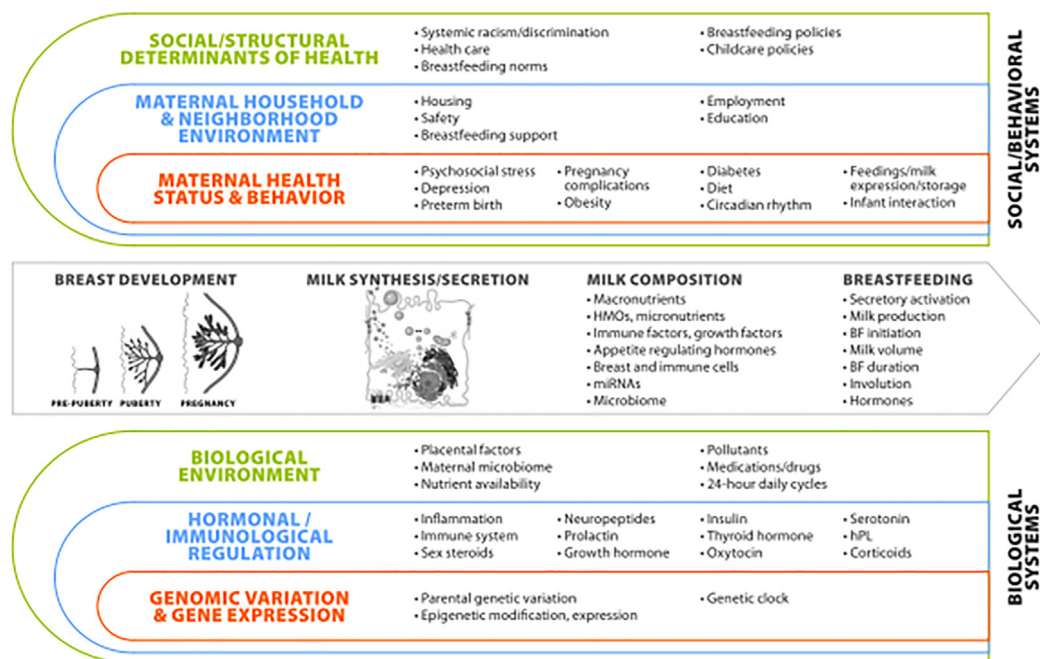 SOCIAL/STRUCTURAL
DETERMINANTS OF HEALTH
• Systemic racism/discrimination
• Health care
• Breastfeeding norms
• Breastfeeding policies
• Childcare policies
MATERNAL HOUSEHOLD
& NEIGHBORHOOD
ENVIRONMENT
• Housing
• Safety
• Breastfeeding support
• Employment
• Education
MATERNAL HEALTH
STATUS & BEHAVIOR
• Psychosocial stress
• Depression
• Preterm birth
• Pregnancy
complications
• Obesity
• Diabetes
• Diet
• Circadian rhythm
• Feedings/milk
expression/storage
• Infant interaction
SOCIAL/BEHAVIORAL
SYSTEMS
BREAST DEVELOPMENT
PRE-PUBERTY
PUBERTY
PREGNANCY
MILK SYNTHESIS/SECRETION
MILK COMPOSITION
• Macronutrients
• HMOs, micronutrients
• Immune factors, growth factors
• Appetite regulating hormones
• Breast and immune cells
• miRNAs
• Microbiome
BREASTFEEDING
• Secretory activation
• Milk production
• BF initiation
• Milk volume
• BF duration
• Involution
• Hormones
BIOLOGICAL
ENVIRONMENT
• Placental factors
• Maternal microbiome
• Nutrient availability
• Pollutants
• Medications/drugs
• 24-hour daily cycles
HORMONAL /
IMMUNOLOGICAL
REGULATION
• Inflammation
• Immune system
• Sex steroids
• Neuropeptides
• Prolactin
• Growth hormone
• Insulin
• Thyroid hormone
• Oxytocin
• Serotonin
• hPL
• Corticoids
GENOMIC VARIATION
& GENE EXPRESSION
• Parental genetic variation
• Epigenetic modification, expression
• Genetic clock
BIOLOGICAL
SYSTEMS